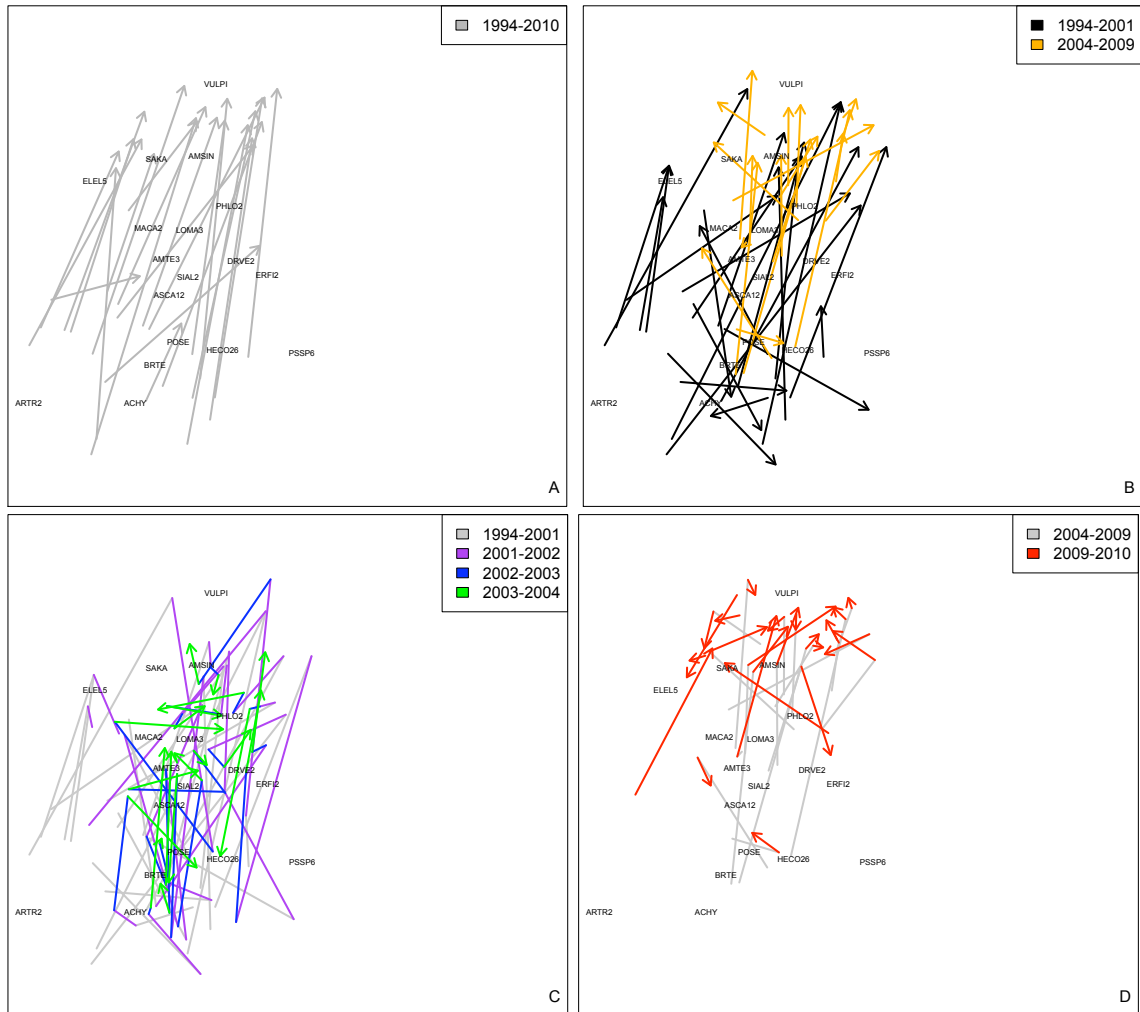 1994-2010
VULPI
SAKA
AMSIN
ELEL5
PHLO2
MACA2
LOMA3
AMTE3
DRVE2
SIAL2
ERFI2
ASCA12
POSE
HECO26
PSSP6
BRTE
ARTR2
ACHY
A
1994-2001
2004-2009
VULPI
SAKA
AMSIN
ELEL5
PHLO2
MACA2
LOMA3
AMTE3
DRVE2
SIAL2
ERFI2
ASCA12
POSE
HECO26
PSSP6
BRTE
ARTR2
ACHY
B
1994-2001
2001-2002
2002-2003
2003-2004
VULPI
SAKA
AMSIN
ELEL5
PHLO2
MACA2
LOMA3
AMTE3
DRVE2
SIAL2
ERFI2
ASCA12
POSE
HECO26
PSSP6
BRTE
ARTR2
ACHY
C
2004-2009
2009-2010
VULPI
SAKA
AMSIN
ELEL5
PHLO2
MACA2
LOMA3
AMTE3
DRVE2
SIAL2
ERFI2
ASCA12
POSE
HECO26
PSSP6
BRTE
ARTR2
ACHY
D